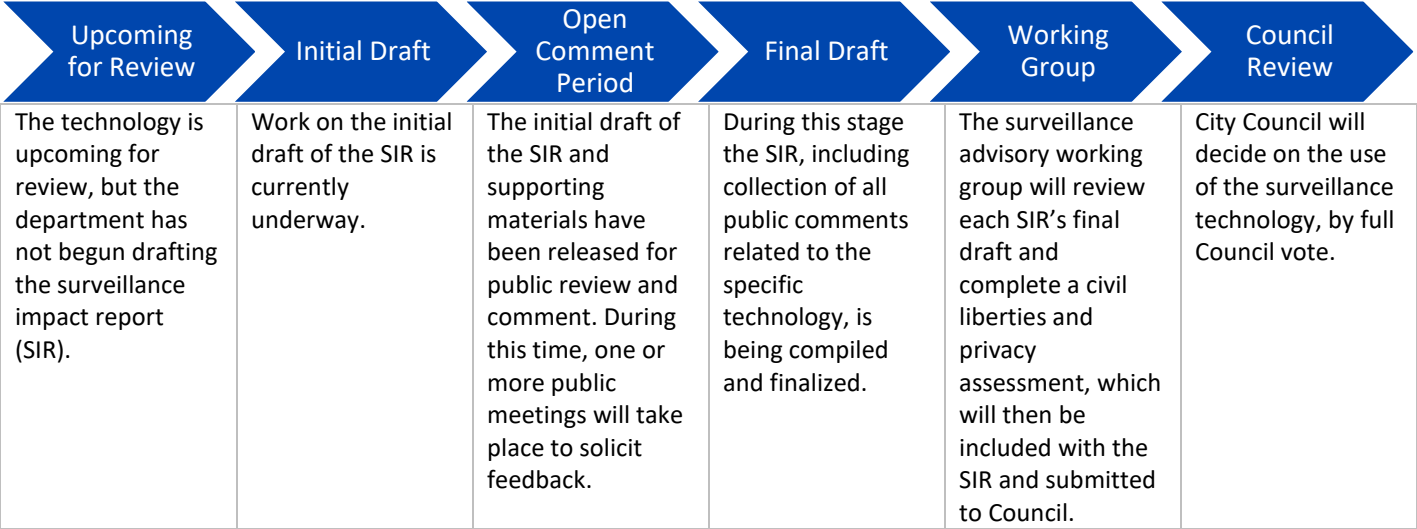 Upcoming
for Review
Initial Draft
Open
Comment
Period
Final Draft
Working
Group
Council
Review
The technology is
upcoming for
review, but the
department has
not begun drafting
the surveillance
impact report
(SIR).
Work on the initial
draft of the SIR is
currently
underway.
The initial draft of
the SIR and
supporting
materials have
been released for
public review and
comment. During
this time, one or
more public
meetings will take
place to solicit
feedback.
During this stage
the SIR, including
collection of all
public comments
related to the
specific
technology, is
being compiled
and finalized.
The surveillance
advisory working
group will review
each SIR’s final
draft and
complete a civil
liberties and
privacy
assessment, which
will then be
included with the
SIR and submitted
to Council.
City Council will
decide on the use
of the surveillance
technology, by full
Council vote.